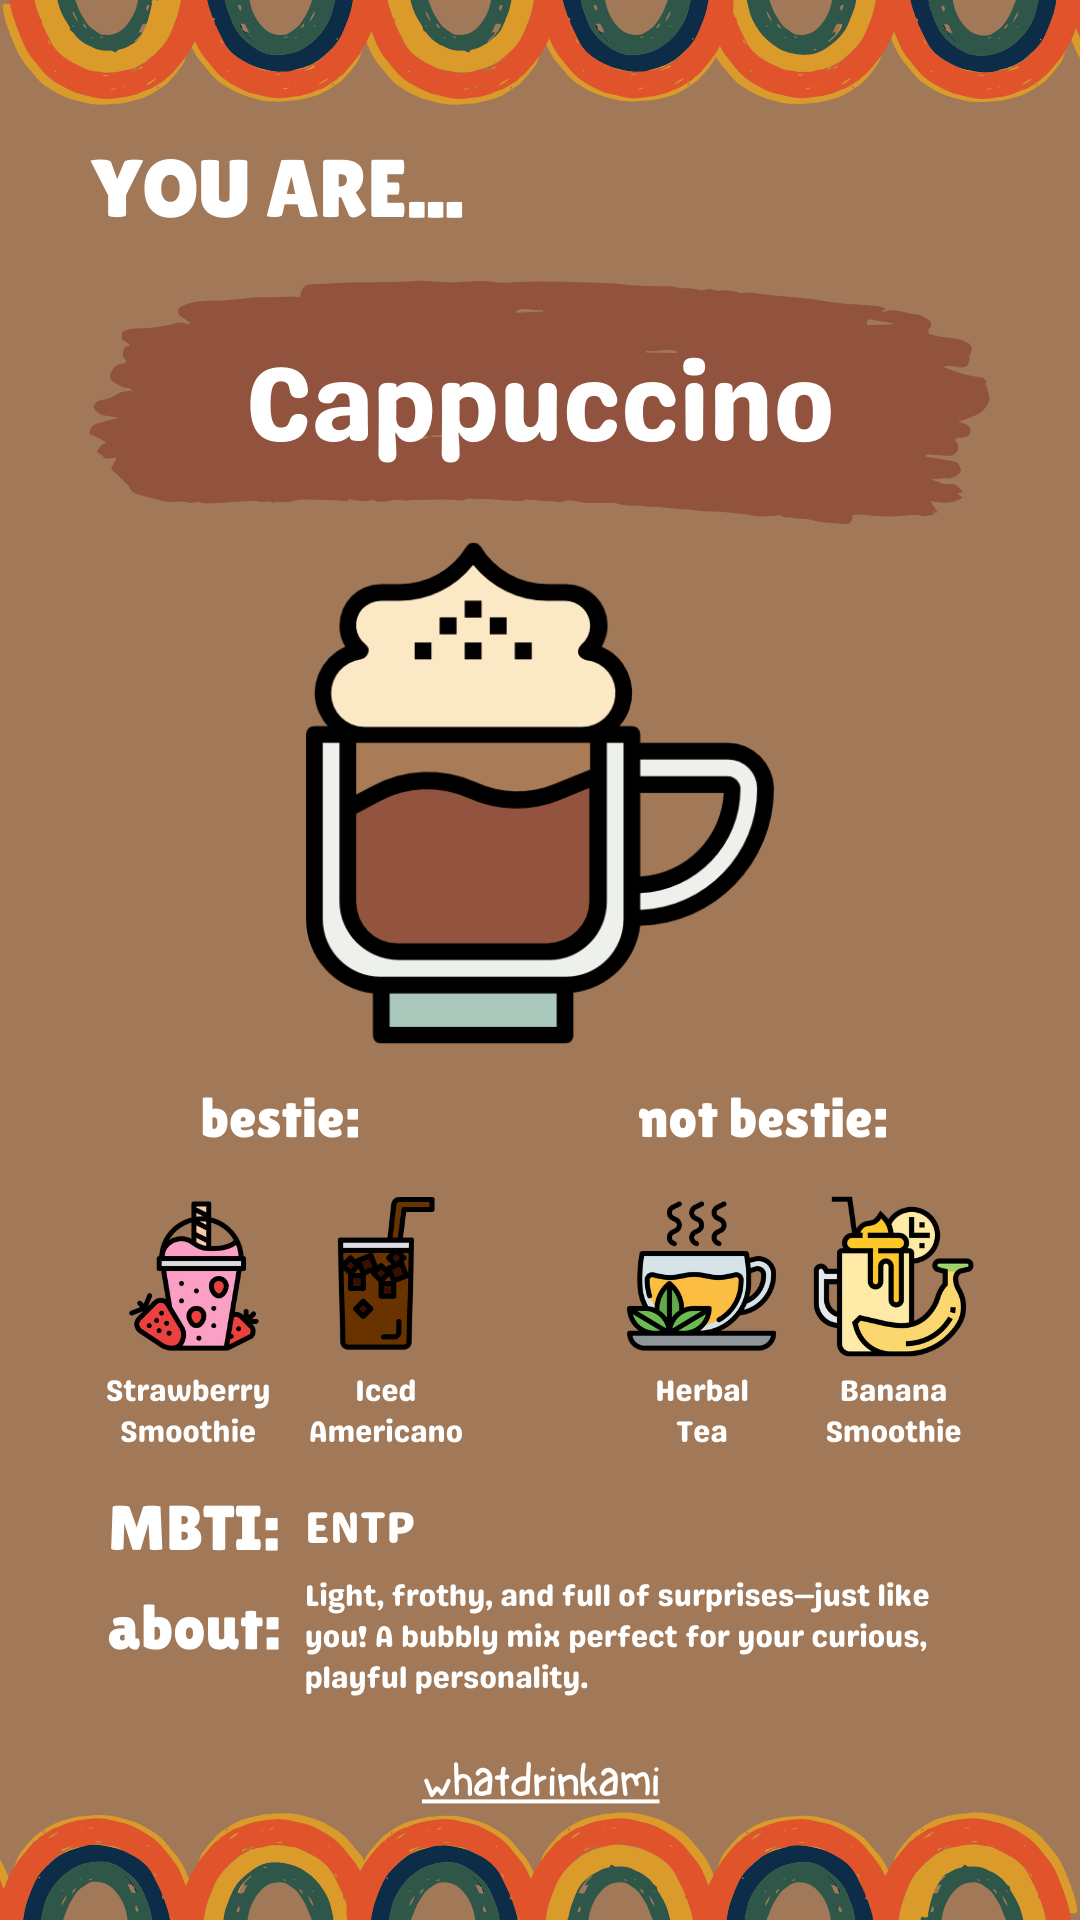 YOU ARE...
Cappuccino
bestie:
not bestie:
Strawberry
Smoothie
Iced
Americano
Herbal
Tea
Banana
Smoothie
MBTI: ENTP
about:
Light, frothy, and full of surprises—just like
you! A bubbly mix perfect for your curious,
playful personality.
whatdrinkami